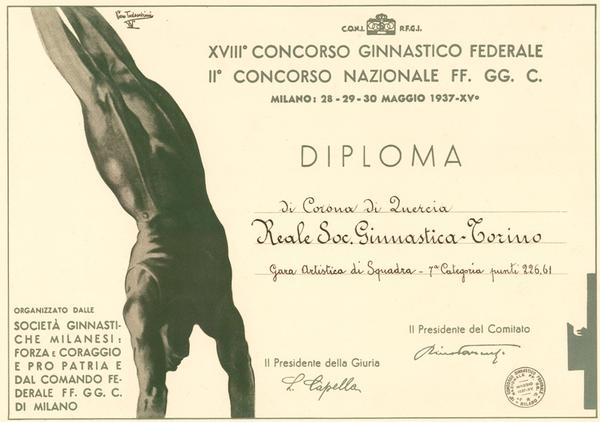 C.O.N.I. R.F.G.I.
XVIII° CONCORSO GINNASTICO FEDERALE
II° CONCORSO NAZIONALE FF. GG. C.
MILANO: 28 - 29 - 30 MAGGIO 1937-XV°
DIPLOMA
di Corona di Quercia
Reale Soc. Ginnastica - Torino
Gara Artistica di Squadra - 7ª Categoria punti 226,61
ORGANIZZATO DALLE
SOCIETÀ GINNASTI-
CHE MILANESI:
FORZA E CORAGGIO
E PRO PATRIA E
DAL COMANDO FE-
DERALE FF. GG. C.
DI MILANO
Il Presidente del Comitato
Il Presidente della Giuria
L. Capella